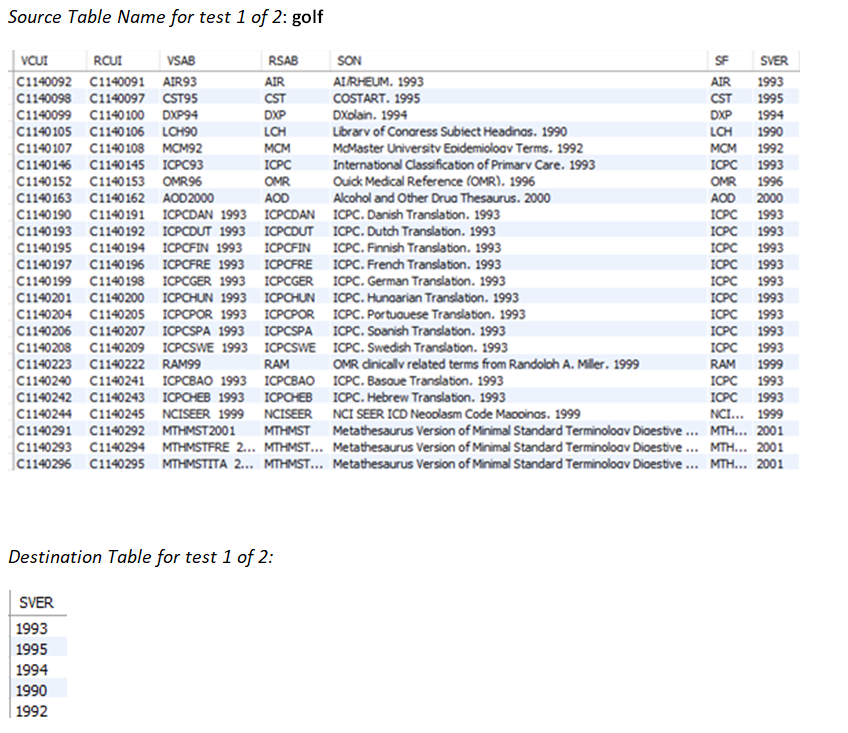 Source Table Name for test 1 of 2: golf
VCUI RCUI VSAB RSAB SON SF SVER
C1140092 C1140091 AIR93 AIR AI/RHEUM. 1993 AIR 1993
C1140098 C1140097 CST95 CST COSTART. 1995 CST 1995
C1140099 C1140100 DXP94 DXP DXplain. 1994 DXP 1994
C1140105 C1140106 LCH90 LCH Library of Congress Subject Headings. 1990 LCH 1990
C1140107 C1140108 MCM92 MCM McMaster University Epidemiology Terms. 1992 MCM 1992
C1140146 C1140145 ICPC93 ICPC International Classification of Primary Care. 1993 ICPC 1993
C1140152 C1140153 OMR96 OMR Quick Medical Reference (OMR). 1996 OMR 1996
C1140163 C1140162 AOD2000 AOD Alcohol and Other Drug Thesaurus. 2000 AOD 2000
C1140190 C1140191 ICPCDAN 1993 ICPCDAN ICPC. Danish Translation. 1993 ICPC 1993
C1140193 C1140192 ICPCDUT 1993 ICPCDUT ICPC. Dutch Translation. 1993 ICPC 1993
C1140195 C1140194 ICPCFIN 1993 ICPCFIN ICPC. Finnish Translation. 1993 ICPC 1993
C1140197 C1140196 ICPCFRE 1993 ICPCFRE ICPC. French Translation. 1993 ICPC 1993
C1140199 C1140198 ICPCGER 1993 ICPCGER ICPC. German Translation. 1993 ICPC 1993
C1140201 C1140200 ICPCHUN 1993 ICPCHUN ICPC. Hungarian Translation. 1993 ICPC 1993
C1140204 C1140205 ICPCPOR 1993 ICPCPOR ICPC. Portuguese Translation. 1993 ICPC 1993
C1140206 C1140207 ICPCSPA 1993 ICPCSPA ICPC. Spanish Translation. 1993 ICPC 1993
C1140208 C1140209 ICPCSWE 1993 ICPCSWE ICPC. Swedish Translation. 1993 ICPC 1993
C1140223 C1140222 RAM99 RAM OMR clinically related terms from Randolph A. Miller. 1999 RAM 1999
C1140240 C1140241 ICPCBAO 1993 ICPCBAO ICPC. Basque Translation. 1993 ICPC 1993
C1140242 C1140243 ICPCHEB 1993 ICPCHEB ICPC. Hebrew Translation. 1993 ICPC 1993
C1140244 C1140245 NCISEER 1999 NCISEER NCI SEER ICD Neoplasm Code Mappings. 1999 NCI... 1999
C1140291 C1140292 MTHMST2001 MTHMST Metathesaurus Version of Minimal Standard Terminology Digestive ... MTH... 2001
C1140293 C1140294 MTHMSTFRE 2... MTHMST... Metathesaurus Version of Minimal Standard Terminology Digestive ... MTH... 2001
C1140296 C1140295 MTHMSTITA 2... MTHMST... Metathesaurus Version of Minimal Standard Terminology Digestive ... MTH... 2001
Destination Table for test 1 of 2:
SVER
1993
1995
1994
1990
1992